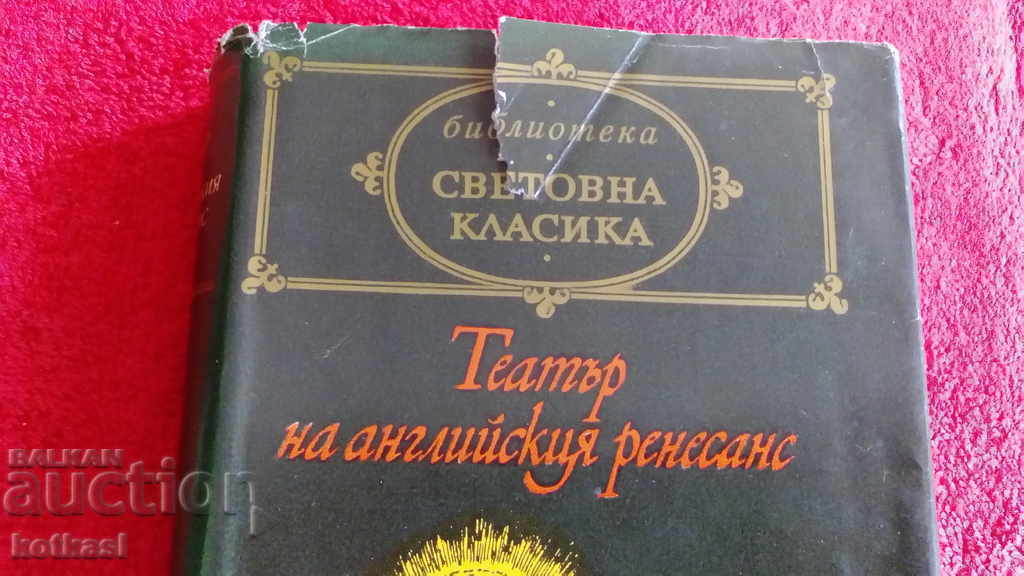 библиотека
СВЕТОВНА
КЛАСИКА
Театър
на английския ренесанс
BALKAN
auction
kotkasl